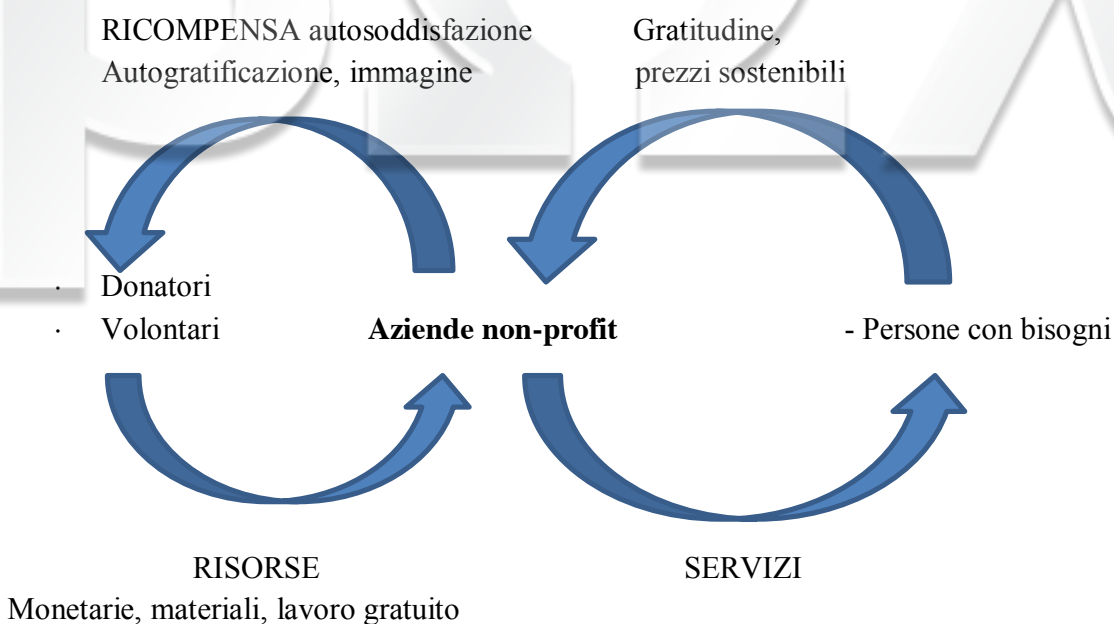 RICOMPENSA autosoddisfazione
Autogratificazione, immagine
Gratitudine,
prezzi sostenibili
· Donatori
· Volontari
Aziende non-profit
- Persone con bisogni
RISORSE
Monetarie, materiali, lavoro gratuito
SERVIZI